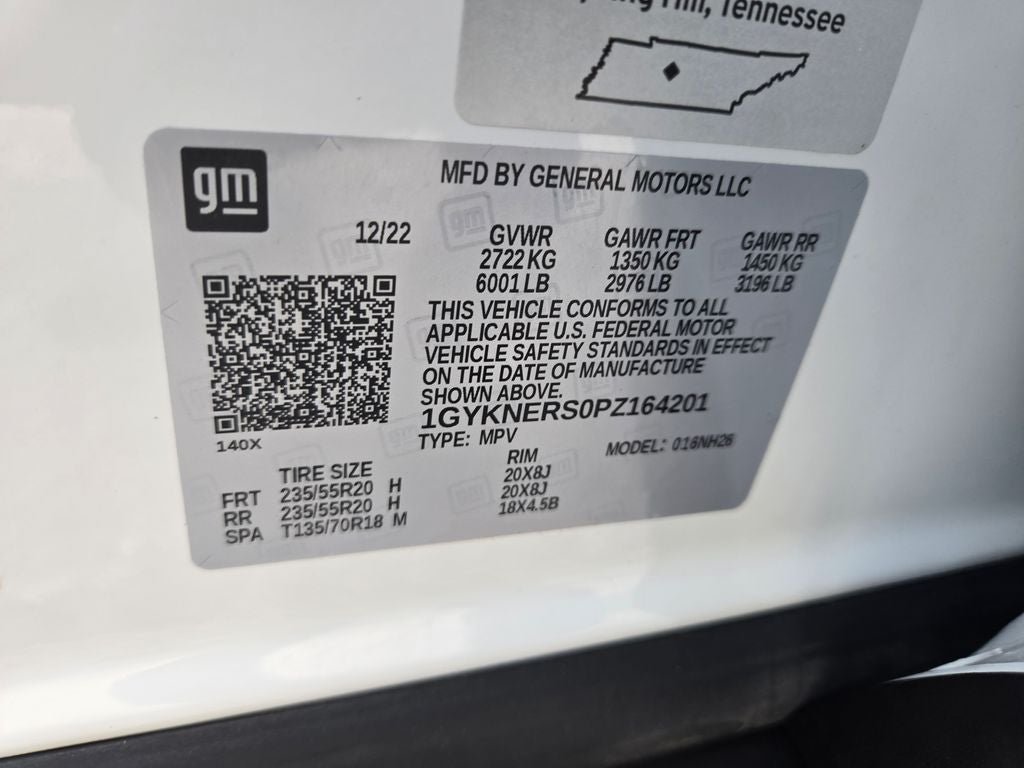 Hill, Tennessee
gm
MFD BY GENERAL MOTORS LLC
12/22
GVWR GAWR FRT GAWR RR
2722 KG 1350 KG 1450 KG
6001 LB 2976 LB 3196 LB
THIS VEHICLE CONFORMS TO ALL
APPLICABLE U.S. FEDERAL MOTOR
VEHICLE SAFETY STANDARDS IN EFFECT
ON THE DATE OF MANUFACTURE
SHOWN ABOVE.
1GYKNERS0PZ164201
140X
TYPE: MPV MODEL: 016NH26
TIRE SIZE RIM
FRT 235/55R20 H 20X8J
RR 235/55R20 H 20X8J
SPA T135/70R18 M 18X4.5B